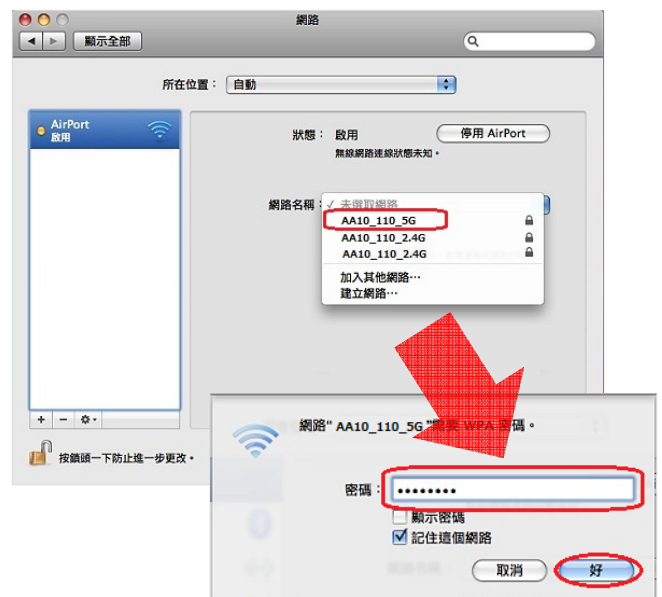 網路
顯示全部
所在位置： 自動
AirPort
啟用
狀態： 啟用
停用 AirPort
無線網路連線狀態未知。
網路名稱：
✓ 未選取網路
AA10_110_5G
AA10_110_2.4G
AA10_110_2.4G
加入其他網路…
建立網路…
按鎖頭一下防止進一步更改。
網路" AA10_110_5G "需要 WPA 密碼。
密碼： ••••••••
顯示密碼
記住這個網路
取消
好